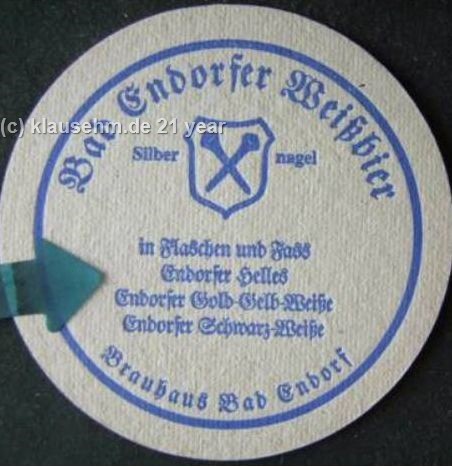 Bad Endorfer Weißbier
(c) klausehm.de 21 year
Silber nagel
in Flaschen und Fass
Endorfer Helles
Endorfer Gold-Gelb-Weiße
Endorfer Schwarz-Weiße
Brauhaus Bad Endorf